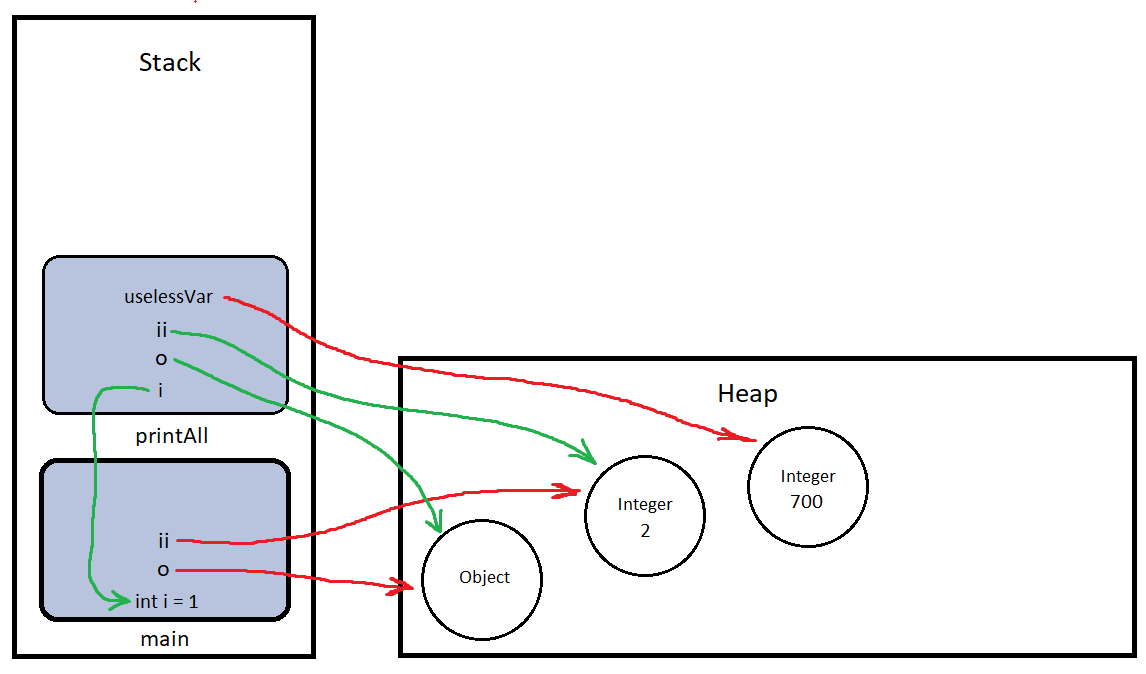 Stack
uselessVar
ii
o
i
printAll
ii
o
int i = 1
main
Heap
Integer
700
Integer
2
Object